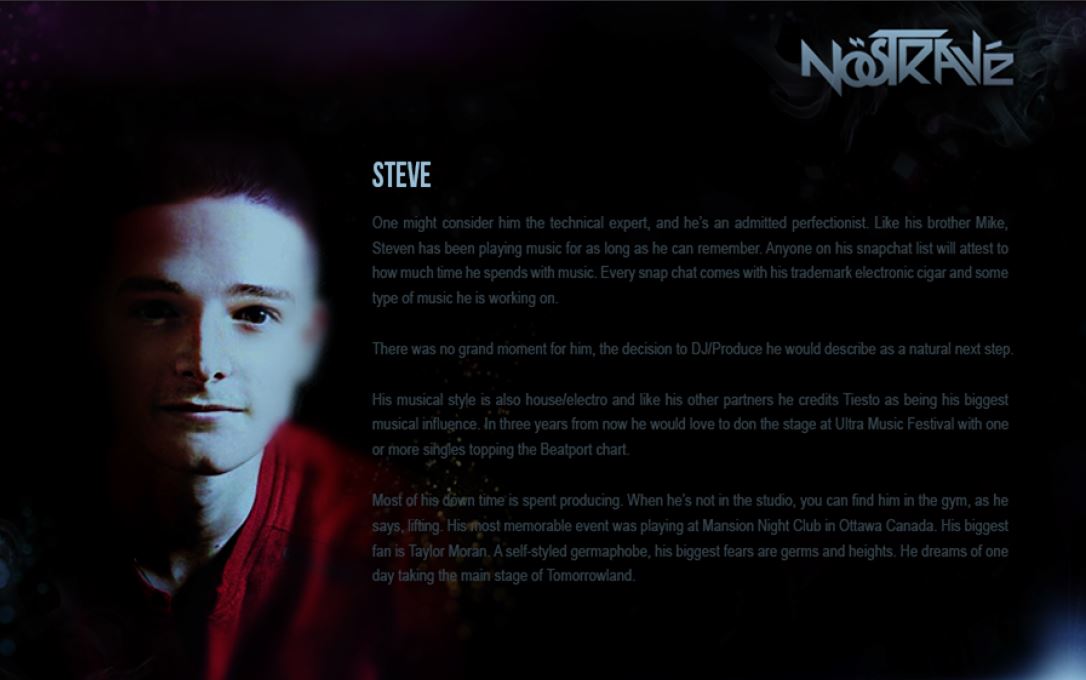 NÖSTRAVÉ
STEVE
One might consider him the technical expert, and he's an admitted perfectionist. Like his brother Mike,
Steven has been playing music for as long as he can remember. Anyone on his snapchat list will attest to
how much time he spends with music. Every snap chat comes with his trademark electronic cigar and some
type of music he is working on.
There was no grand moment for him, the decision to DJ/Produce he would describe as a natural next step.
His musical style is also house/electro and like his other partners he credits Tiesto as being his biggest
musical influence. In three years from now he would love to don the stage at Ultra Music Festival with one
or more singles topping the Beatport chart.
Most of his down time is spent producing. When he's not in the studio, you can find him in the gym, as he
says, lifting. His most memorable event was playing at Mansion Night Club in Ottawa Canada. His biggest
fan is Taylor Moran. A self-styled germaphobe, his biggest fears are germs and heights. He dreams of one
day taking the main stage of Tomorrowland.